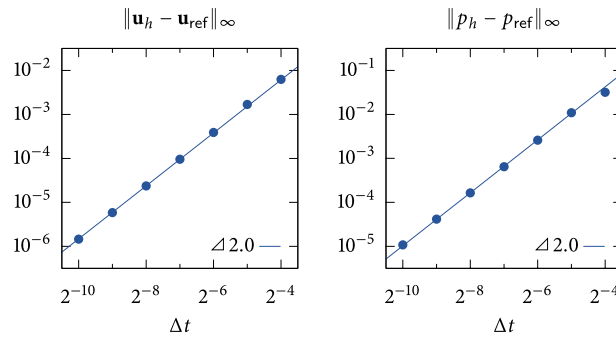 ‖𝐮ₕ − 𝐮_ref‖∞
10⁻²
10⁻³
10⁻⁴
10⁻⁵
10⁻⁶
⊿ 2.0
2⁻¹⁰ 2⁻⁸ 2⁻⁶ 2⁻⁴
Δt
‖pₕ − p_ref‖∞
10⁻¹
10⁻²
10⁻³
10⁻⁴
10⁻⁵
⊿ 2.0
2⁻¹⁰ 2⁻⁸ 2⁻⁶ 2⁻⁴
Δt